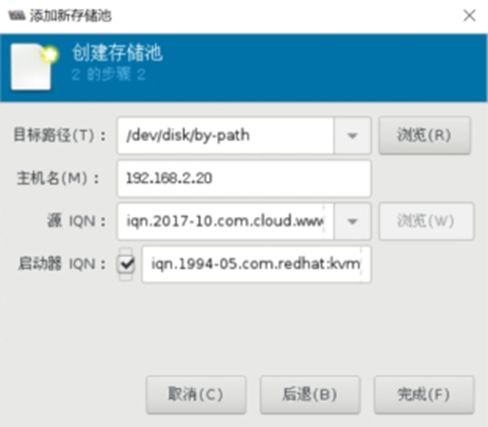 添加新存储池
创建存储池
2 的步骤 2
目标路径(T)： /dev/disk/by-path 浏览(R)
主机名(M)： 192.168.2.20
源 IQN： iqn.2017-10.com.cloud.www 浏览(W)
启动器 IQN： iqn.1994-05.com.redhat:kvm
取消(C) 后退(B) 完成(F)